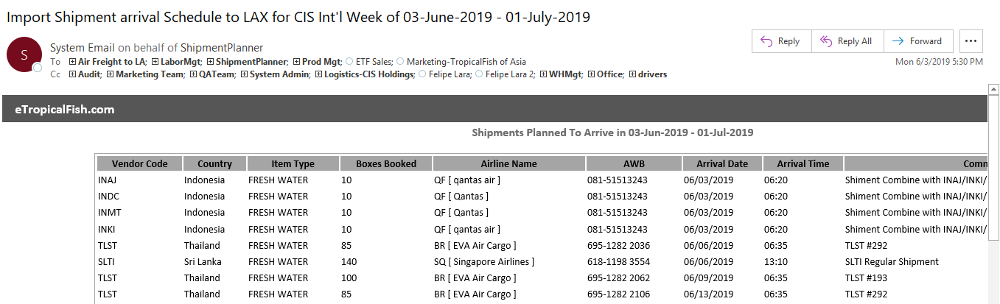 Import Shipment arrival Schedule to LAX for CIS Int'l Week of 03-June-2019 - 01-July-2019
S
System Email on behalf of ShipmentPlanner
Reply Reply All Forward ...
To Air Freight to LA; LaborMgt; ShipmentPlanner; Prod Mgt; ETF Sales; Marketing-TropicalFish of Asia
Mon 6/3/2019 5:30 PM
Cc Audit; Marketing Team; QATeam; System Admin; Logistics-CIS Holdings; Felipe Lara; Felipe Lara 2; WHMgt; Office; drivers
eTropicalFish.com
Shipments Planned To Arrive in 03-Jun-2019 - 01-Jul-2019
Vendor Code Country Item Type Boxes Booked Airline Name AWB Arrival Date Arrival Time Comn
INAJ Indonesia FRESH WATER 10 QF [ qantas air ] 081-51513243 06/03/2019 06:20 Shiment Combine with INAJ/INKI/
INDC Indonesia FRESH WATER 10 QF [ Qantas ] 081-51513243 06/03/2019 06:20 Shiment Combine with INAJ/INKI/
INMT Indonesia FRESH WATER 10 QF [ Qantas ] 081-51513243 06/03/2019 06:20 Shiment Combine with INAJ/INKI/
INKI Indonesia FRESH WATER 10 QF [ qantas air ] 081-51513243 06/03/2019 06:20 Shiment Combine with INAJ/INKI/
TLST Thailand FRESH WATER 85 BR [ EVA Air Cargo ] 695-1282 2036 06/06/2019 06:35 TLST #292
SLTI Sri Lanka FRESH WATER 140 SQ [ Singapore Airlines ] 618-1198 3554 06/06/2019 13:10 SLTI Regular Shipment
TLST Thailand FRESH WATER 100 BR [ EVA Air Cargo ] 695-1282 2062 06/09/2019 06:35 TLST #193
TLST Thailand FRESH WATER 85 BR [ EVA Air Cargo ] 695-1282 2106 06/13/2019 06:35 TLST #292